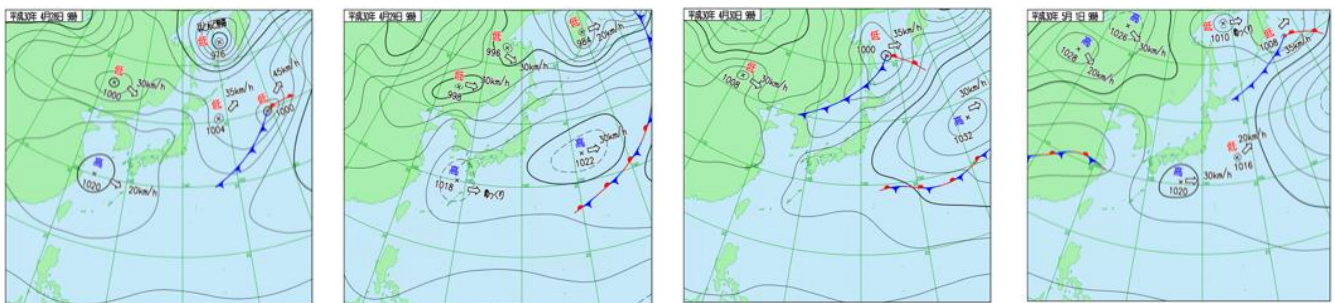 平成30年 4月28日 9時
低
976
低
1000
30km/h
低
1004
35km/h
低
1000
45km/h
高
1020
20km/h
平成30年 4月29日 9時
低
996
30km/h
低
984
20km/h
低
998
30km/h
高
1022
30km/h
高
1018
ゆっくり
平成30年 4月30日 9時
低
1008
30km/h
低
1000
35km/h
高
1032
30km/h
平成30年 5月 1日 9時
高
1026
30km/h
高
1028
20km/h
低
1010
ゆっくり
低
1008
35km/h
低
1016
20km/h
高
1020
30km/h